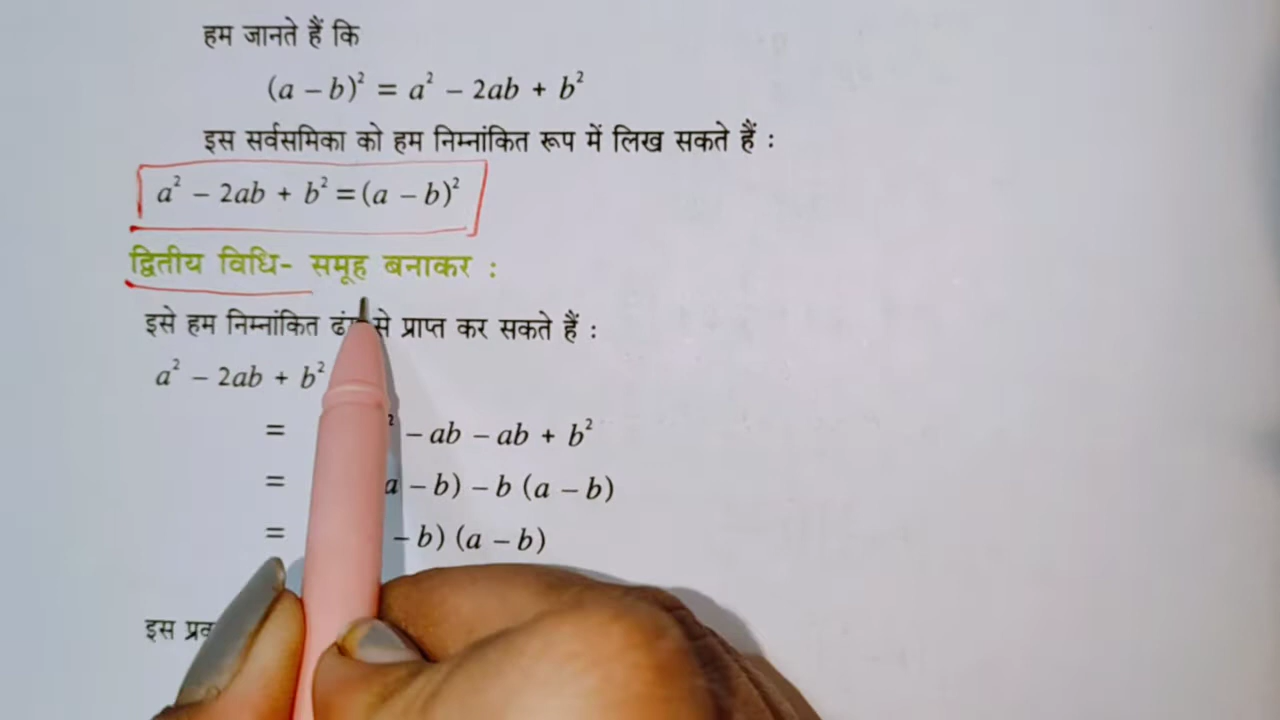 हम जानते हैं कि
(a – b)² = a² – 2ab + b²
इस सर्वसमिका को हम निम्नांकित रूप में लिख सकते हैं :
a² – 2ab + b² = (a – b)²
द्वितीय विधि- समूह बनाकर :
इसे हम निम्नांकित से प्राप्त कर सकते हैं :
a² – 2ab + b²
= ² – ab – ab + b²
= a – b) – b (a – b)
= – b) (a – b)
इस